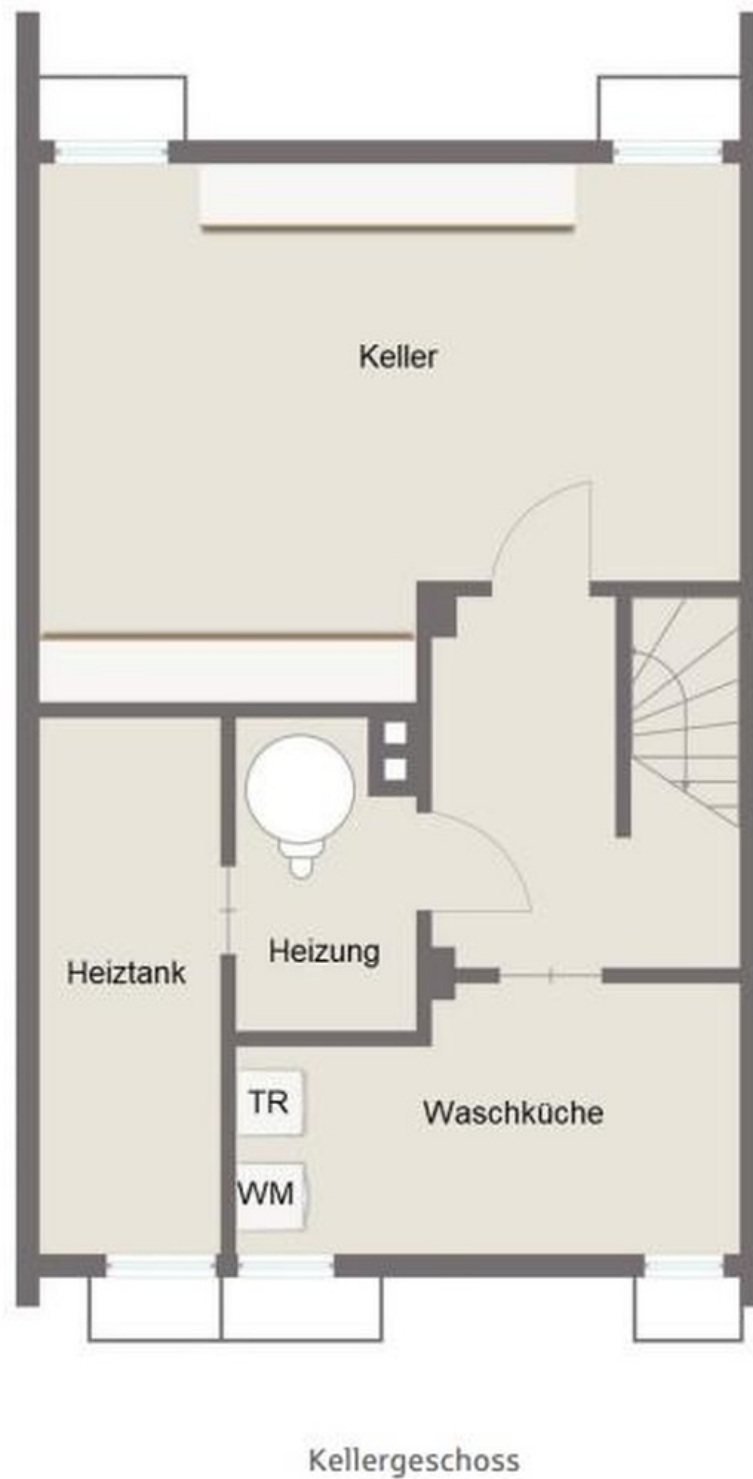 Keller
Heizung
Heiztank
TR
Waschküche
WM
Kellergeschoss